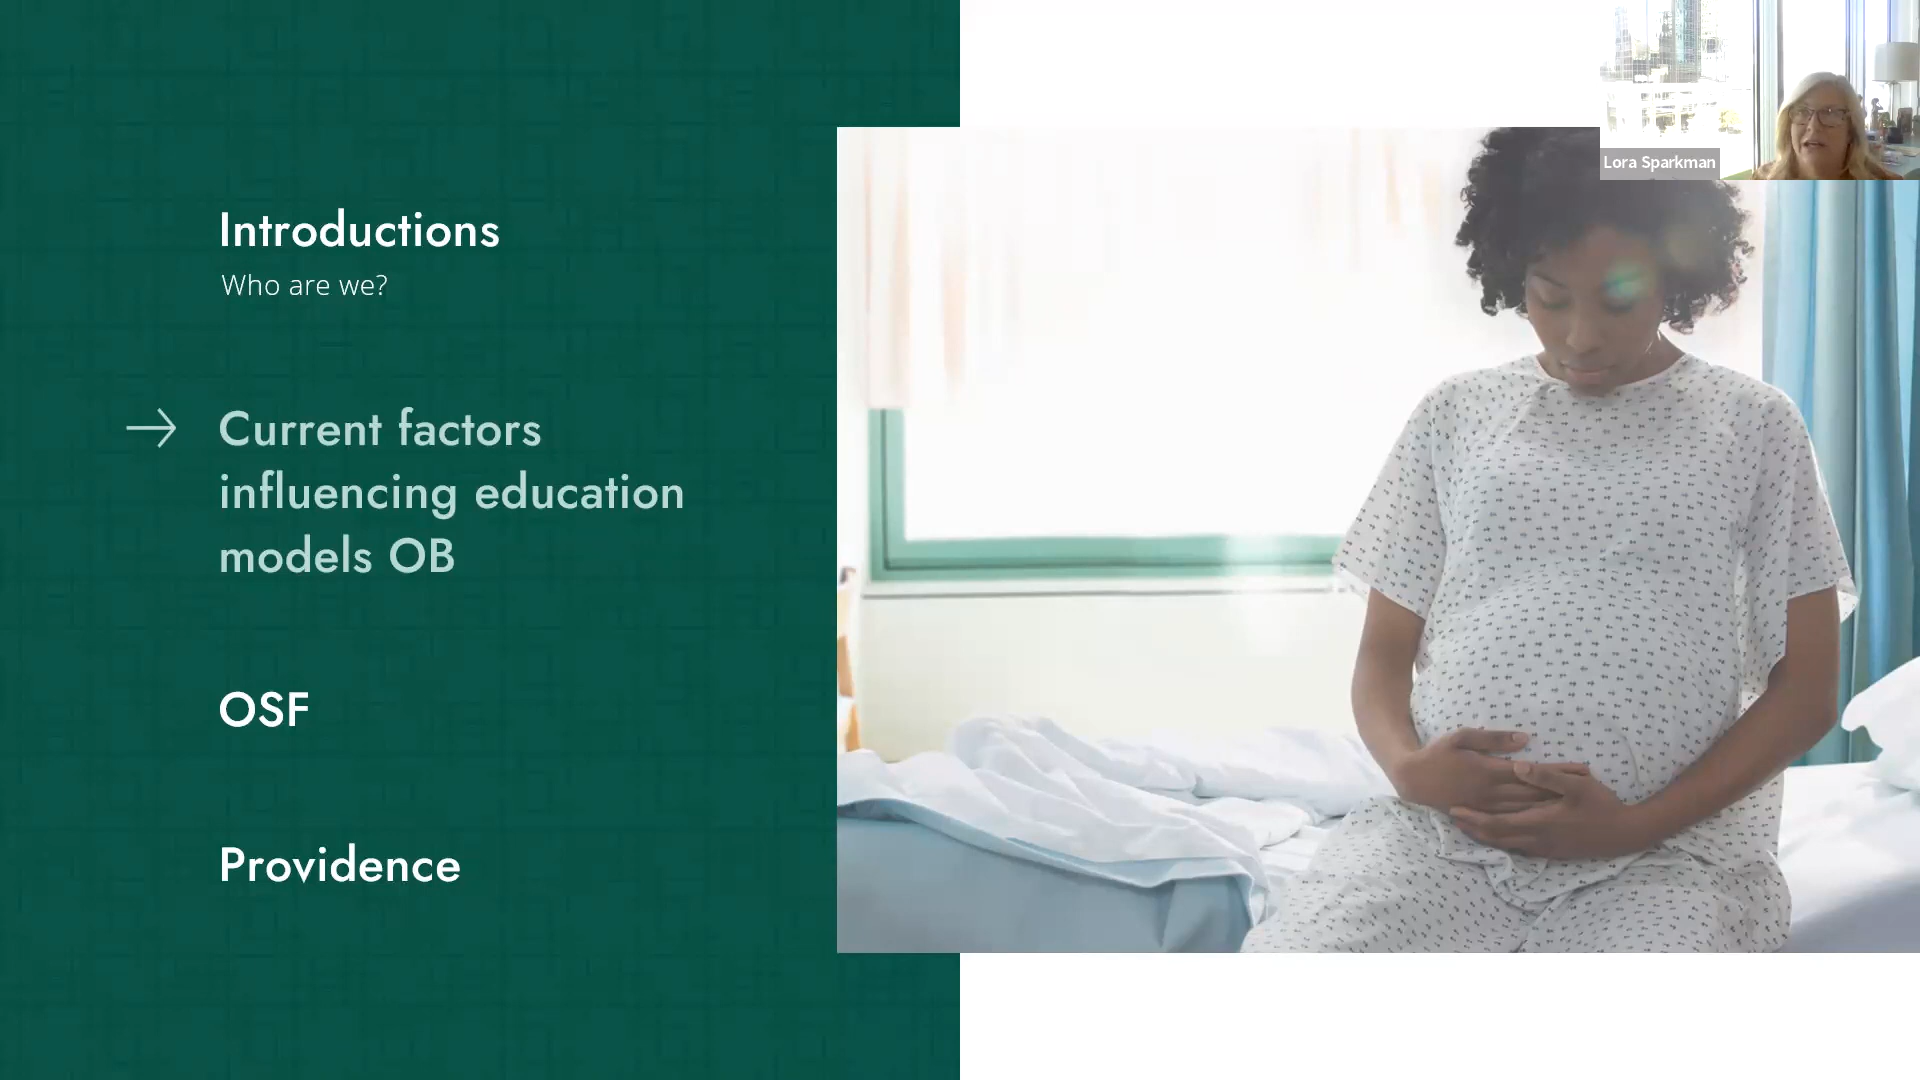 Introductions
Who are we?
Current factors
influencing education
models OB
OSF
Providence
Lora Sparkman